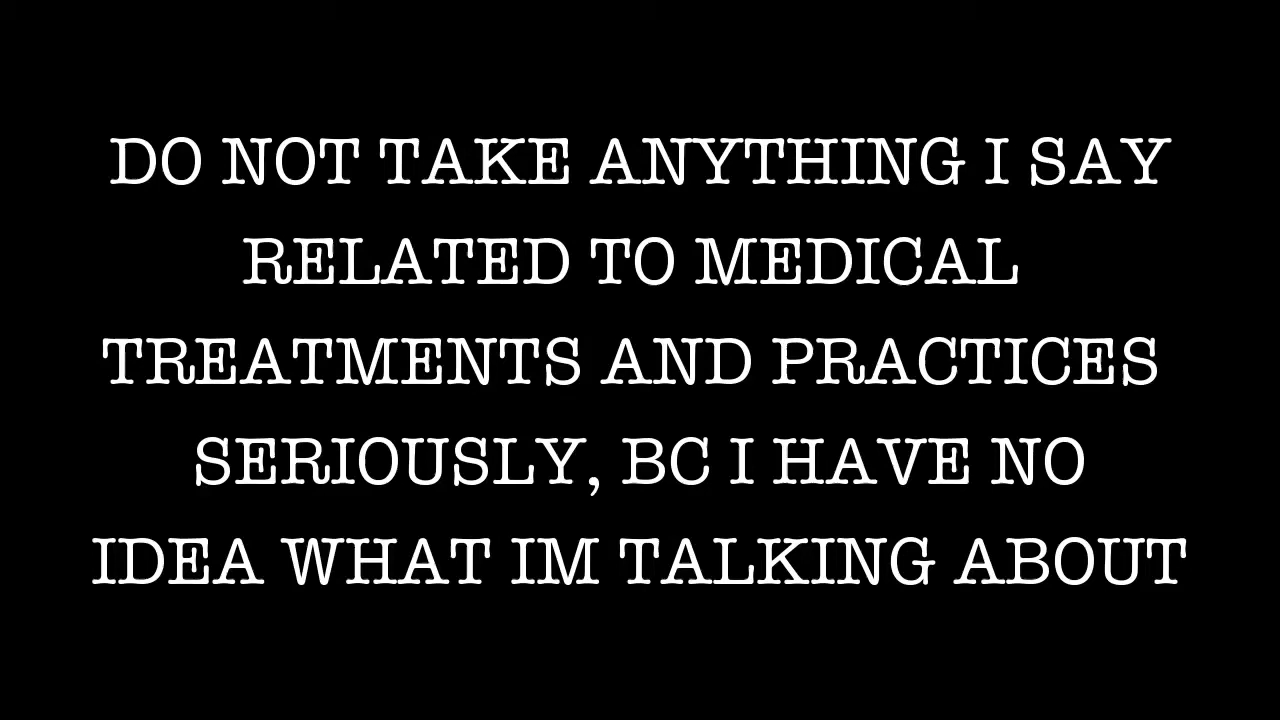 DO NOT TAKE ANYTHING I SAY
RELATED TO MEDICAL
TREATMENTS AND PRACTICES
SERIOUSLY, BC I HAVE NO
IDEA WHAT IM TALKING ABOUT